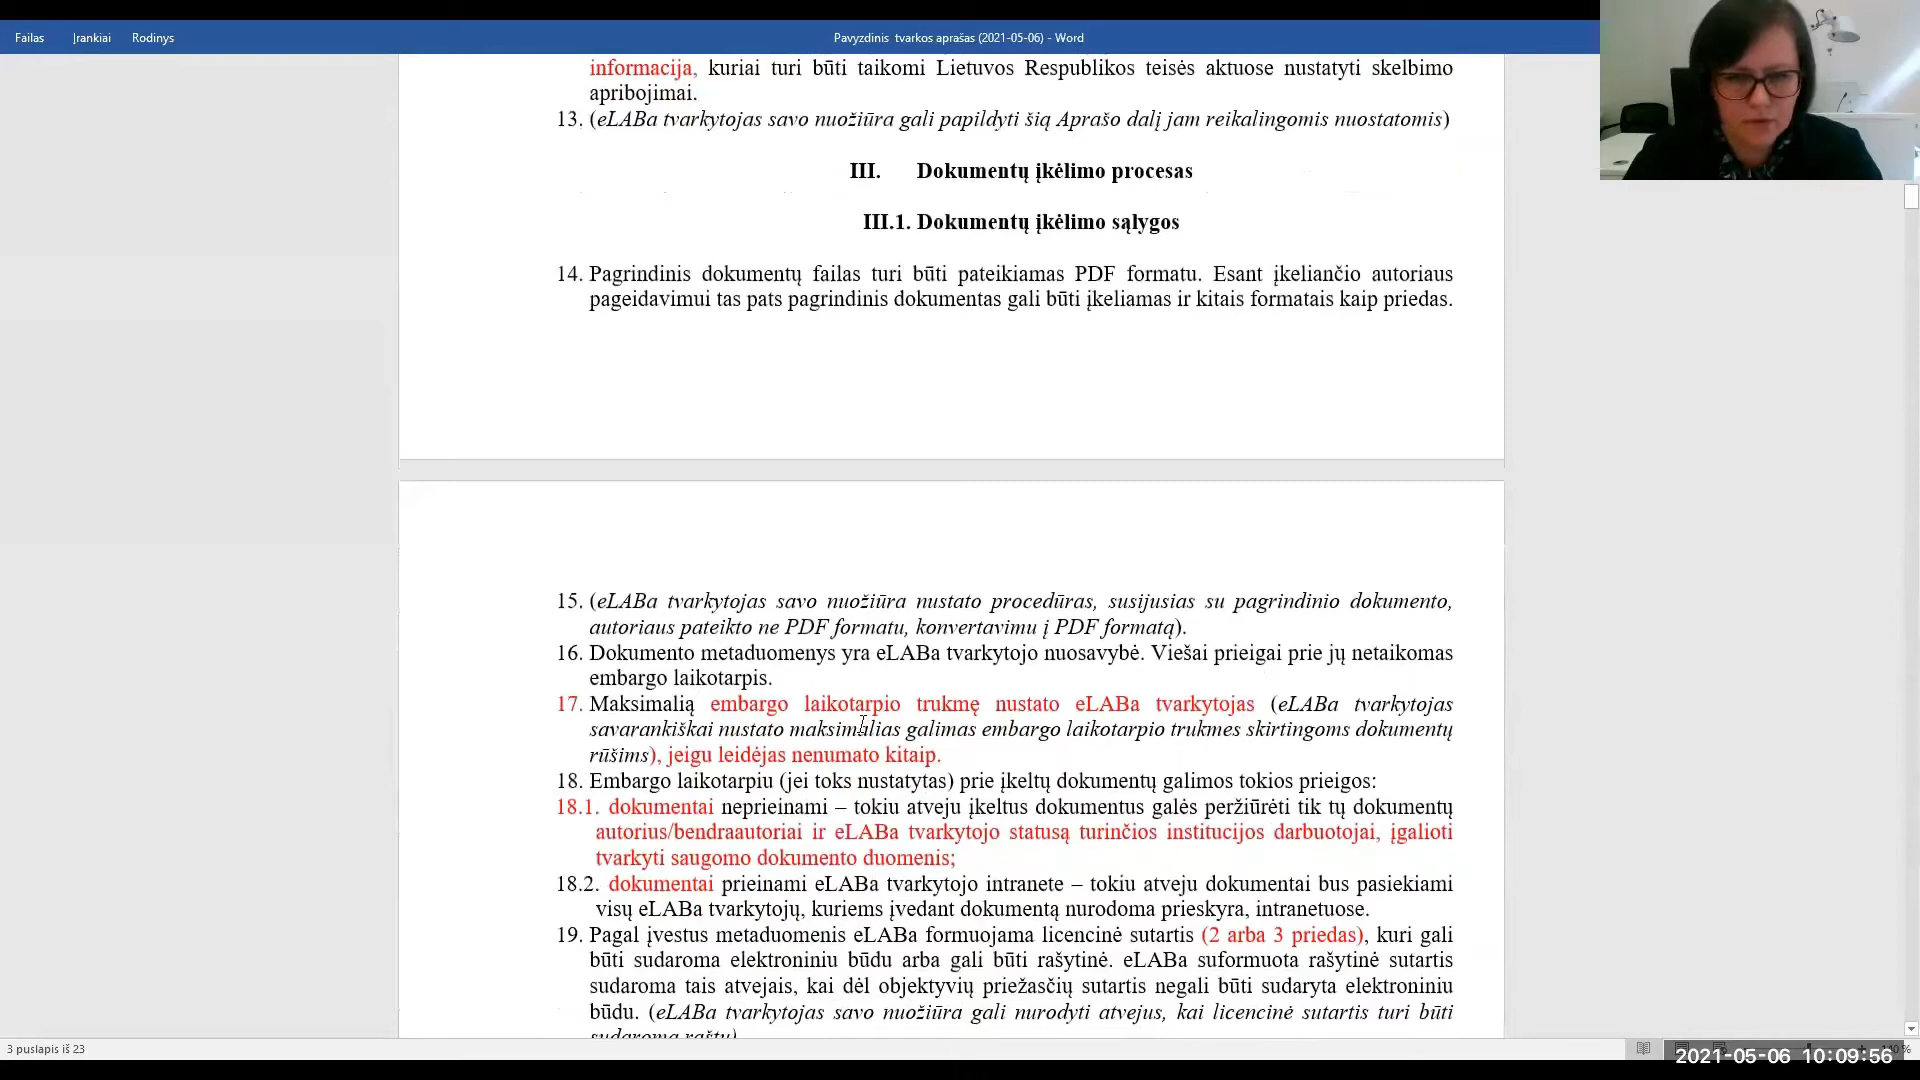 Failas Įrankiai Rodinys Pavyzdinis tvarkos aprašas (2021-05-06) - Word
informacija, kuriai turi būti taikomi Lietuvos Respublikos teisės aktuose nustatyti skelbimo
apribojimai.
13. (eLABa tvarkytojas savo nuožiūra gali papildyti šią Aprašo dalį jam reikalingomis nuostatomis)
III. Dokumentų įkėlimo procesas
III.1. Dokumentų įkėlimo sąlygos
14. Pagrindinis dokumentų failas turi būti pateikiamas PDF formatu. Esant įkeliančio autoriaus
pageidavimui tas pats pagrindinis dokumentas gali būti įkeliamas ir kitais formatais kaip priedas.
15. (eLABa tvarkytojas savo nuožiūra nustato procedūras, susijusias su pagrindinio dokumento,
autoriaus pateikto ne PDF formatu, konvertavimu į PDF formatą).
16. Dokumento metaduomenys yra eLABa tvarkytojo nuosavybė. Viešai prieigai prie jų netaikomas
embargo laikotarpis.
17. Maksimalią embargo laikotarpio trukmę nustato eLABa tvarkytojas (eLABa tvarkytojas
savarankiškai nustato maksimalias galimas embargo laikotarpio trukmes skirtingoms dokumentų
rūšims), jeigu leidėjas nenumato kitaip.
18. Embargo laikotarpiu (jei toks nustatytas) prie įkeltų dokumentų galimos tokios prieigos:
18.1. dokumentai neprieinami – tokiu atveju įkeltus dokumentus galės peržiūrėti tik tų dokumentų
autorius/bendraautoriai ir eLABa tvarkytojo statusą turinčios institucijos darbuotojai, įgalioti
tvarkyti saugomo dokumento duomenis;
18.2. dokumentai prieinami eLABa tvarkytojo intranete – tokiu atveju dokumentai bus pasiekiami
visų eLABa tvarkytojų, kuriems įvedant dokumentą nurodoma prieskyra, intranetuose.
19. Pagal įvestus metaduomenis eLABa formuojama licencinė sutartis (2 arba 3 priedas), kuri gali
būti sudaroma elektroniniu būdu arba gali būti rašytinė. eLABa suformuota rašytinė sutartis
sudaroma tais atvejais, kai dėl objektyvių priežasčių sutartis negali būti sudaryta elektroniniu
būdu. (eLABa tvarkytojas savo nuožiūra gali nurodyti atvejus, kai licencinė sutartis turi būti
sudaroma raštu)
3 puslapis iš 23
2021-05-06 10:09:56